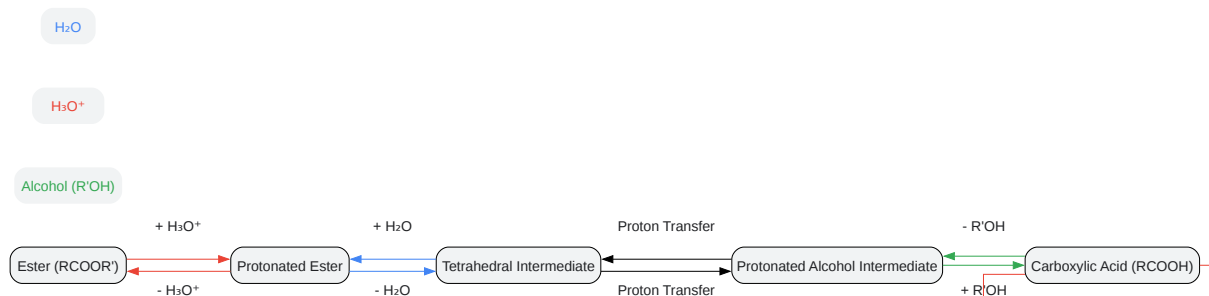 H₂O
H₃O⁺
Alcohol (R'OH)
+ H₃O⁺
+ H₂O
Proton Transfer
- R'OH
Ester (RCOOR')
Protonated Ester
Tetrahedral Intermediate
Protonated Alcohol Intermediate
Carboxylic Acid (RCOOH)
- H₃O⁺
- H₂O
Proton Transfer
+ R'OH